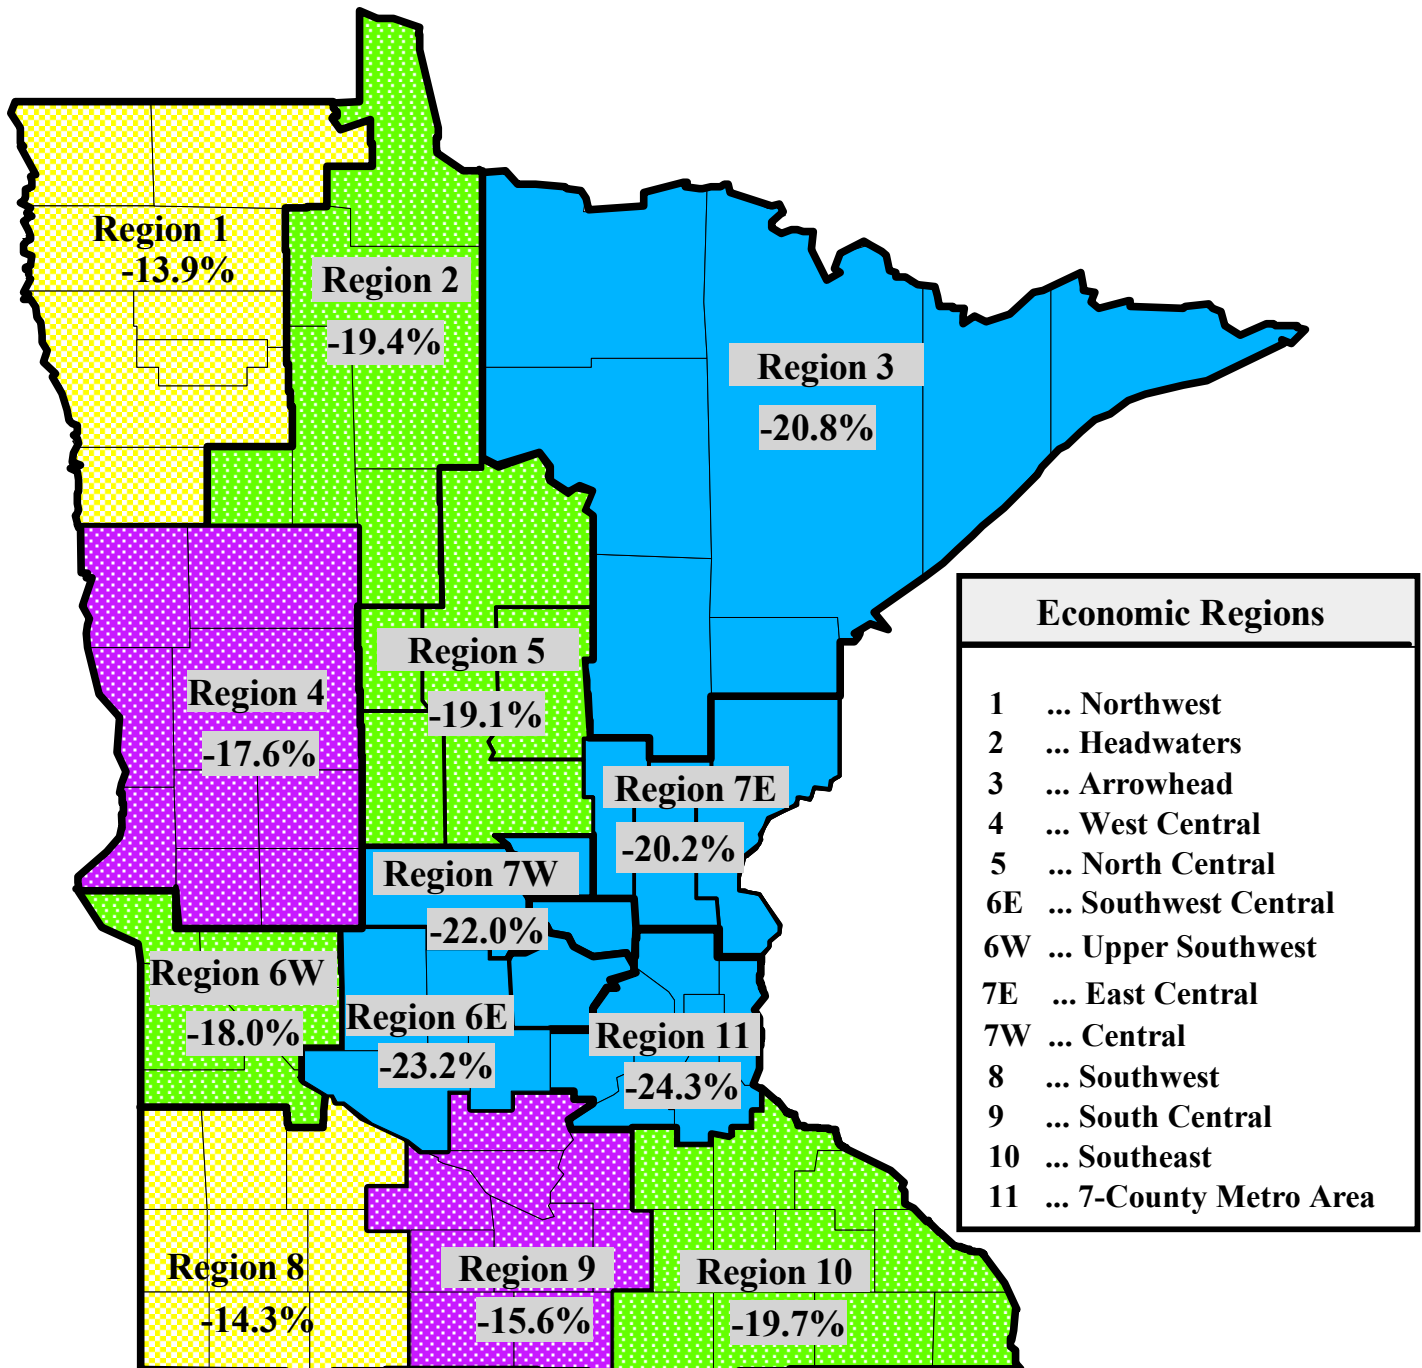 Region 1
-13.9%
Region 2
-19.4%
Region 3
-20.8%
Region 4
-17.6%
Region 5
-19.1%
Region 7E
-20.2%
Region 7W
-22.0%
Region 6W
-18.0%
Region 6E
-23.2%
Region 11
-24.3%
Region 8
-14.3%
Region 9
-15.6%
Region 10
-19.7%
Economic Regions
1 ... Northwest
2 ... Headwaters
3 ... Arrowhead
4 ... West Central
5 ... North Central
6E ... Southwest Central
6W ... Upper Southwest
7E ... East Central
7W ... Central
8 ... Southwest
9 ... South Central
10 ... Southeast
11 ... 7-County Metro Area